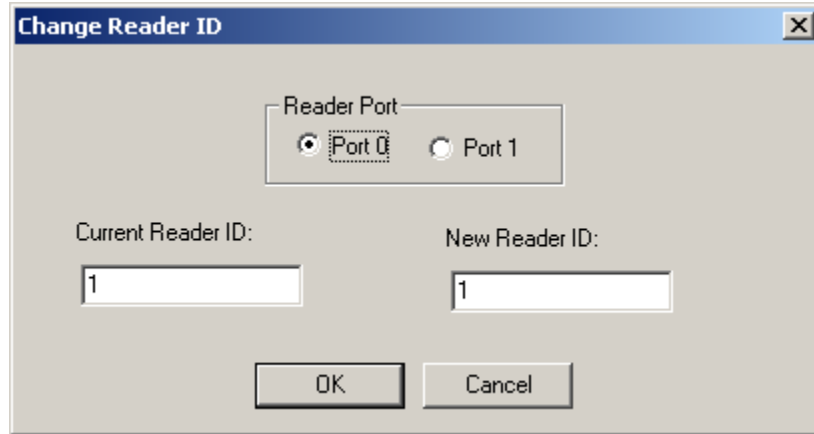 Change Reader ID
Reader Port
Port 0
Port 1
Current Reader ID:
New Reader ID:
1
1
OK
Cancel